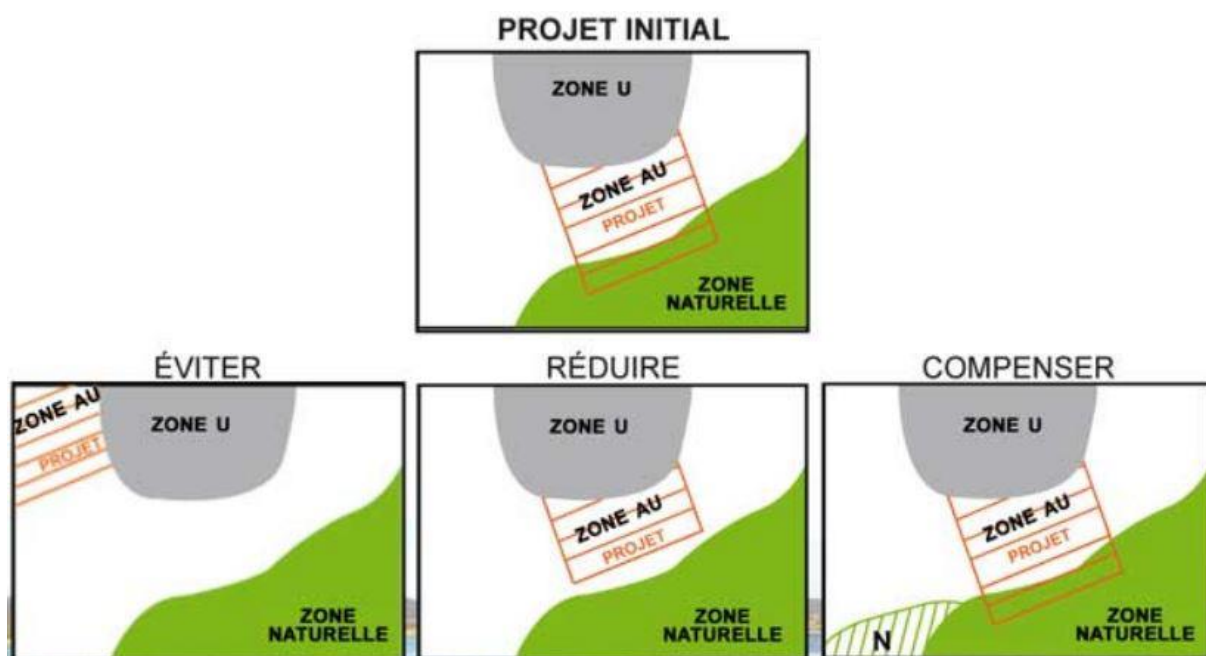 PROJET INITIAL
ZONE U
ZONE AU
PROJET
ZONE
NATURELLE
ÉVITER
ZONE AU
PROJET
ZONE U
ZONE
NATURELLE
RÉDUIRE
ZONE U
ZONE AU
PROJET
ZONE
NATURELLE
COMPENSER
ZONE U
ZONE AU
PROJET
N
ZONE
NATURELLE